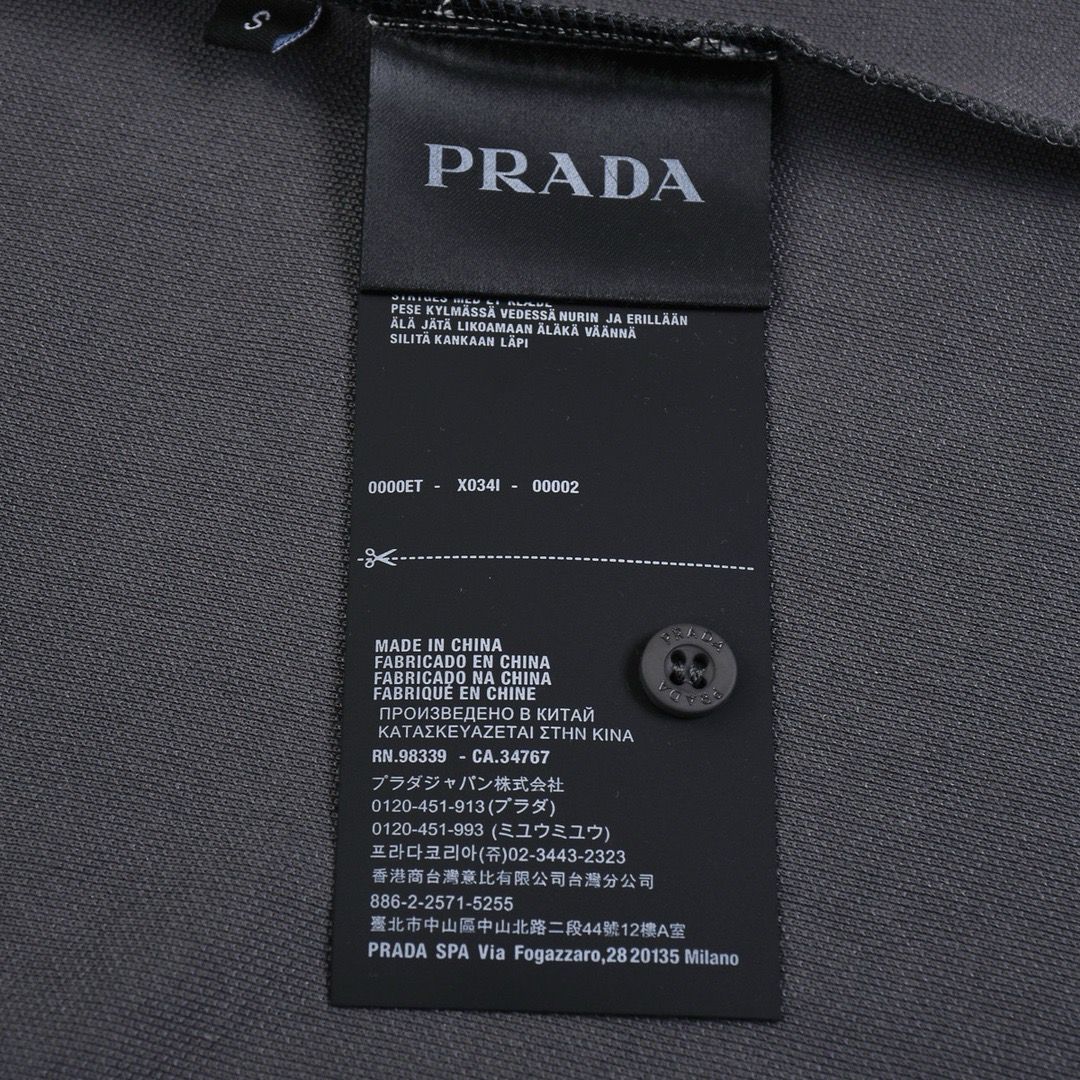 S
PRADA
MED ET KLÆDE
PESE KYLMÄSSÄ VEDESSÄ NURIN JA ERILLÄÄN
ÄLÄ JÄTÄ LIKOAMAAN ÄLÄKÄ VÄÄNNÄ
SILITÄ KANKAAN LÄPI
0000ET - X034I - 00002
MADE IN CHINA
FABRICADO EN CHINA
FABRICADO NA CHINA
FABRIQUÉ EN CHINE
ПРОИЗВЕДЕНО В КИТАЙ
ΚΑΤΑΣΚΕΥΑΖΕΤΑΙ ΣΤΗΝ ΚΙΝΑ
PRADA
PRADA
RN.98339 - CA.34767
プラダジャパン株式会社
0120-451-913(プラダ)
0120-451-993 (ミユウミユウ)
프라다코리아(쥬)02-3443-2323
香港商台灣意比有限公司台灣分公司
886-2-2571-5255
臺北市中山區中山北路二段44號12樓A室
PRADA SPA Via Fogazzaro,28 20135 Milano